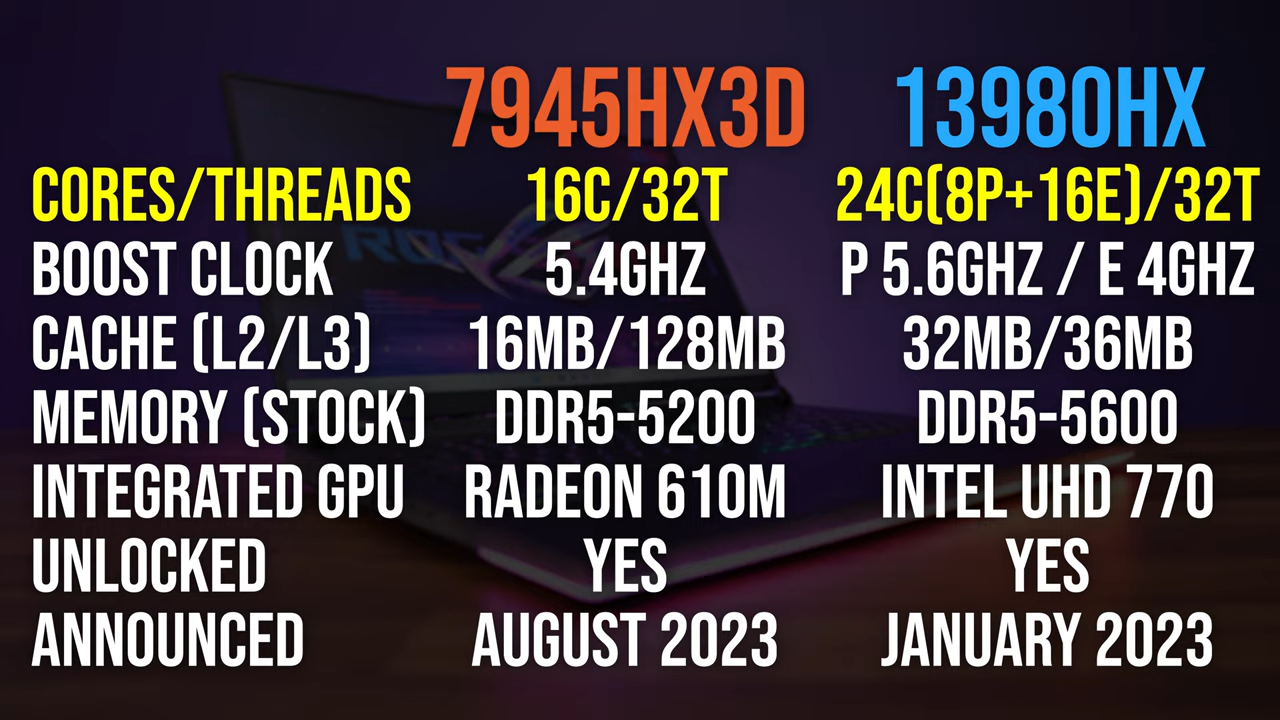 7945HX3D 13980HX
CORES/THREADS 16C/32T 24C(8P+16E)/32T
BOOST CLOCK 5.4GHZ P 5.6GHZ / E 4GHZ
CACHE (L2/L3) 16MB/128MB 32MB/36MB
MEMORY (STOCK) DDR5-5200 DDR5-5600
INTEGRATED GPU RADEON 610M INTEL UHD 770
UNLOCKED YES YES
ANNOUNCED AUGUST 2023 JANUARY 2023
ROG